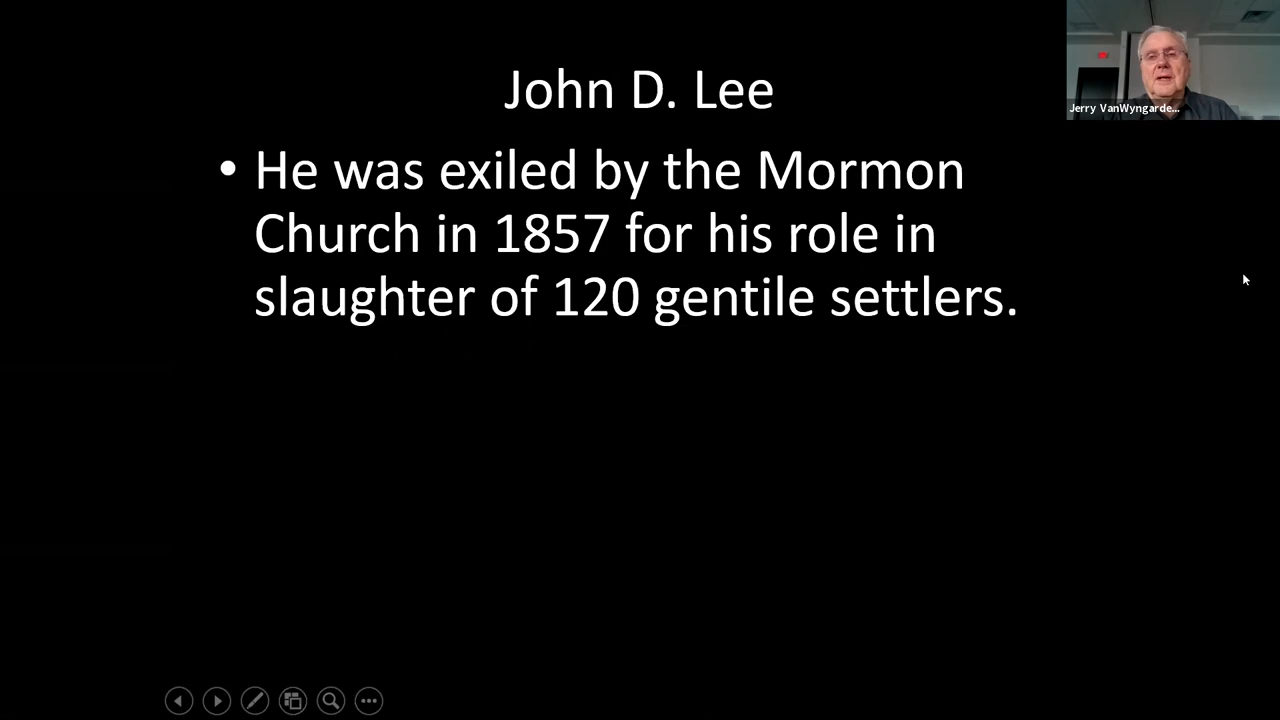 John D. Lee
Jerry VanWyngarde...
• He was exiled by the Mormon
Church in 1857 for his role in
slaughter of 120 gentile settlers.